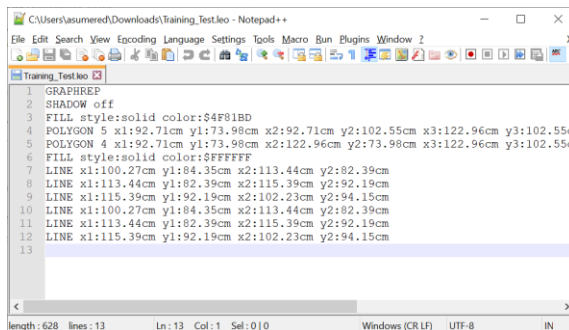 C:\Users\asumered\Downloads\Training_Test.leo - Notepad++
File Edit Search View Encoding Language Settings Tools Macro Run Plugins Window ? X
Training_Test.leo
1 GRAPHREP
2 SHADOW off
3 FILL style:solid color:$4F81BD
4 POLYGON 5 x1:92.71cm y1:73.98cm x2:92.71cm y2:102.55cm x3:122.96cm y3:102.55
5 POLYGON 4 x1:92.71cm y1:73.98cm x2:122.96cm y2:73.98cm x3:122.96cm y3:102.55
6 FILL style:solid color:$FFFFFF
7 LINE x1:100.27cm y1:84.35cm x2:113.44cm y2:82.39cm
8 LINE x1:113.44cm y1:82.39cm x2:115.39cm y2:92.19cm
9 LINE x1:115.39cm y1:92.19cm x2:102.23cm y2:94.15cm
10 LINE x1:100.27cm y1:84.35cm x2:113.44cm y2:82.39cm
11 LINE x1:113.44cm y1:82.39cm x2:115.39cm y2:92.19cm
12 LINE x1:115.39cm y1:92.19cm x2:102.23cm y2:94.15cm
13
length : 628 lines : 13 Ln : 13 Col : 1 Sel : 0 | 0 Windows (CR LF) UTF-8 IN